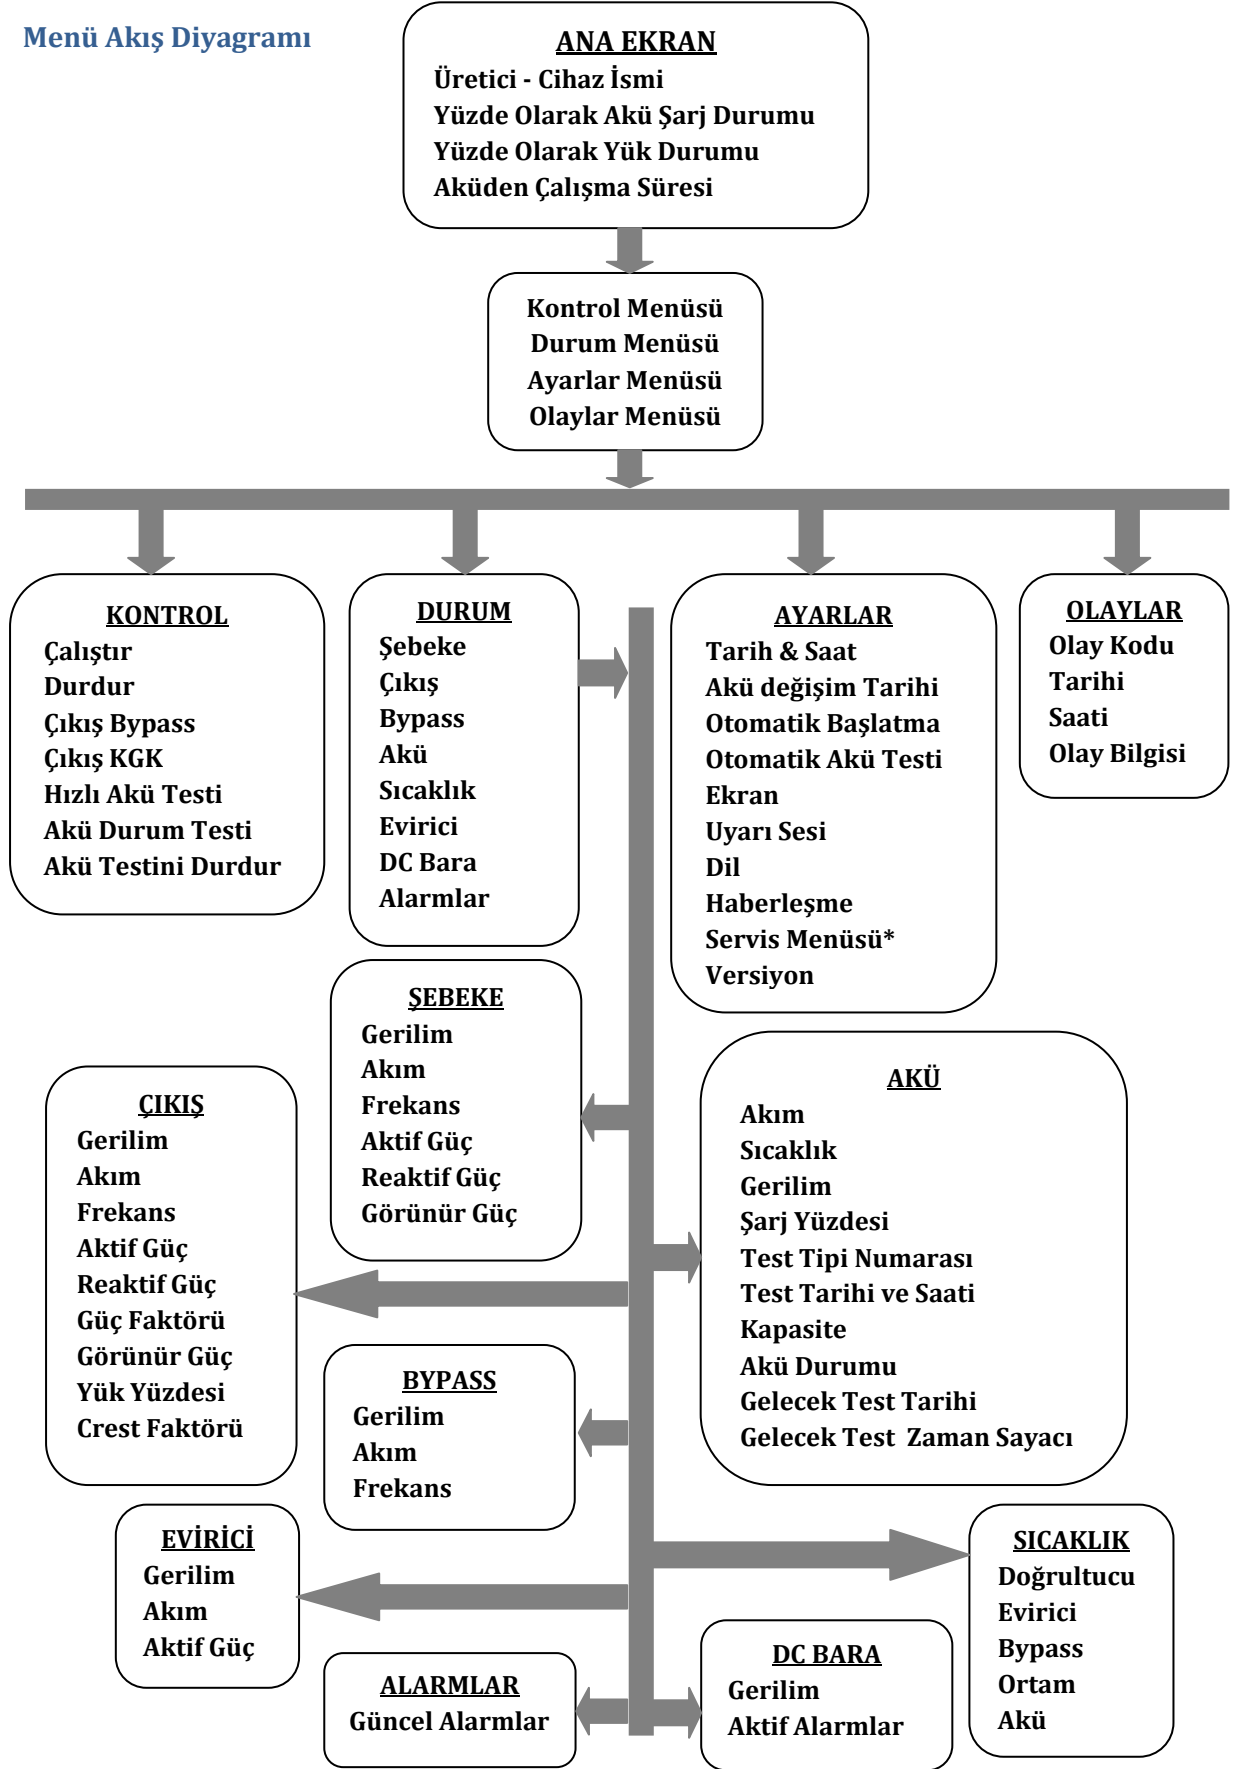 Menü Akış Diyagramı
ANA EKRAN
Üretici - Cihaz İsmi
Yüzde Olarak Akü Şarj Durumu
Yüzde Olarak Yük Durumu
Aküden Çalışma Süresi
Kontrol Menüsü
Durum Menüsü
Ayarlar Menüsü
Olaylar Menüsü
KONTROL
Çalıştır
Durdur
Çıkış Bypass
Çıkış KGK
Hızlı Akü Testi
Akü Durum Testi
Akü Testini Durdur
DURUM
Şebeke
Çıkış
Bypass
Akü
Sıcaklık
Evirici
DC Bara
Alarmlar
AYARLAR
Tarih & Saat
Akü değişim Tarihi
Otomatik Başlatma
Otomatik Akü Testi
Ekran
Uyarı Sesi
Dil
Haberleşme
Servis Menüsü*
Versiyon
OLAYLAR
Olay Kodu
Tarihi
Saati
Olay Bilgisi
ŞEBEKE
Gerilim
Akım
Frekans
Aktif Güç
Reaktif Güç
Görünür Güç
ÇIKIŞ
Gerilim
Akım
Frekans
Aktif Güç
Reaktif Güç
Güç Faktörü
Görünür Güç
Yük Yüzdesi
Crest Faktörü
AKÜ
Akım
Sıcaklık
Gerilim
Şarj Yüzdesi
Test Tipi Numarası
Test Tarihi ve Saati
Kapasite
Akü Durumu
Gelecek Test Tarihi
Gelecek Test  Zaman Sayacı
BYPASS
Gerilim
Akım
Frekans
EVİRİCİ
Gerilim
Akım
Aktif Güç
SICAKLIK
Doğrultucu
Evirici
Bypass
Ortam
Akü
ALARMLAR
Güncel Alarmlar
DC BARA
Gerilim
Aktif Alarmlar